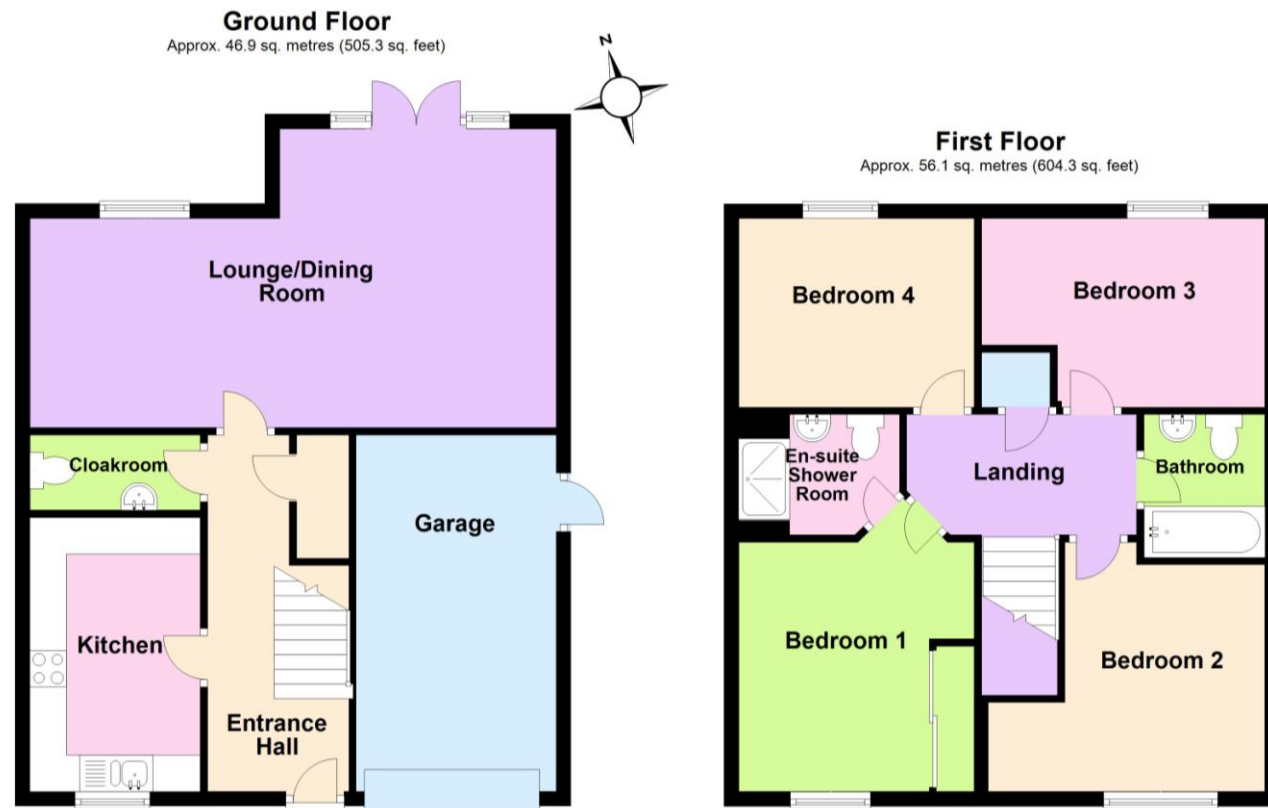 Ground Floor
Approx. 46.9 sq. metres (505.3 sq. feet)
N
Lounge/Dining
Room
Cloakroom
Garage
Kitchen
Entrance
Hall
First Floor
Approx. 56.1 sq. metres (604.3 sq. feet)
Bedroom 4
Bedroom 3
En-suite
Shower
Room
Landing
Bathroom
Bedroom 1
Bedroom 2